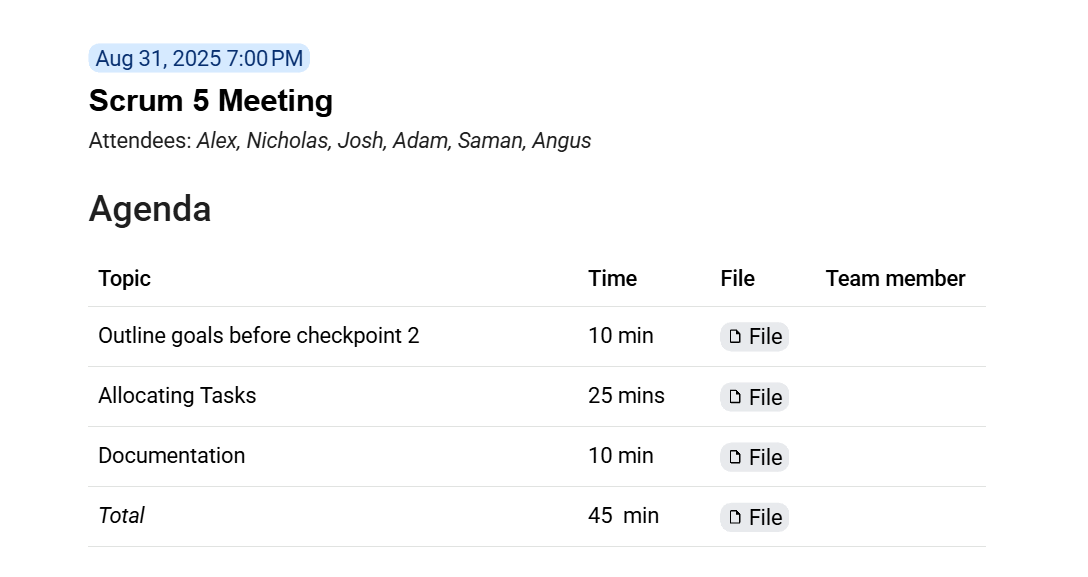 Aug 31, 2025 7:00 PM
Scrum 5 Meeting
Attendees: Alex, Nicholas, Josh, Adam, Saman, Angus
Agenda
Topic Time File Team member
Outline goals before checkpoint 2 10 min File
Allocating Tasks 25 mins File
Documentation 10 min File
Total 45 min File